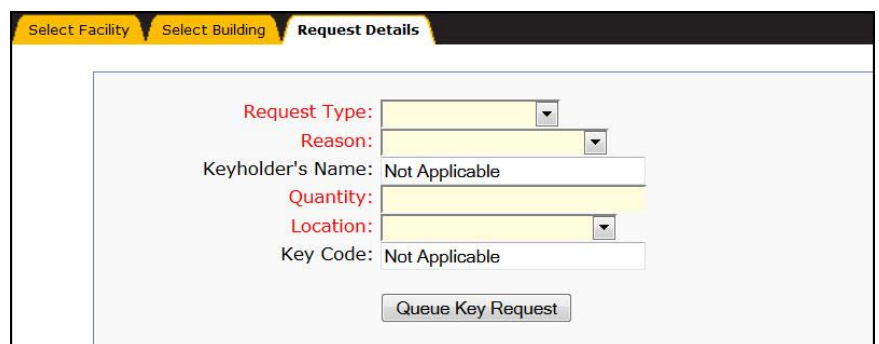 Select Facility Select Building Request Details
Request Type:
Reason:
Keyholder's Name: Not Applicable
Quantity:
Location:
Key Code: Not Applicable
Queue Key Request